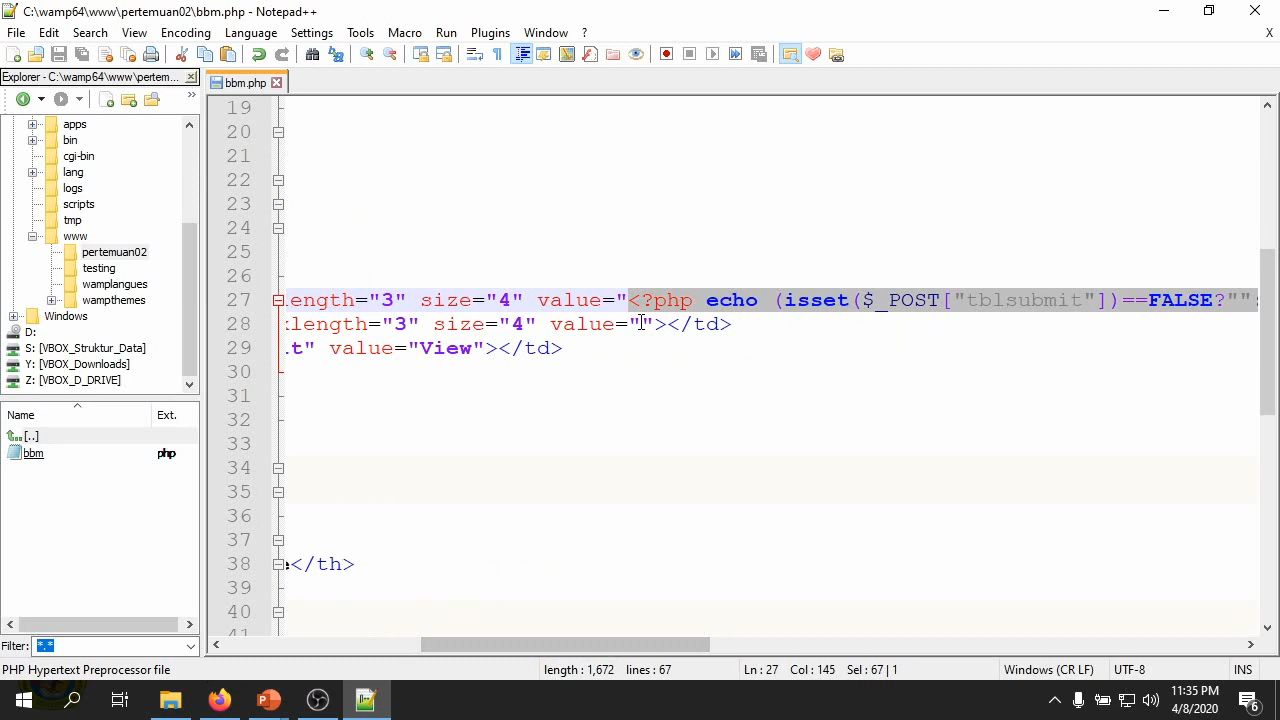 C:\wamp64\www\pertemuan02\bbm.php - Notepad++
File Edit Search View Encoding Language Settings Tools Macro Run Plugins Window ? X
Explorer - C:\wamp64\www\pertem...
bbm.php
apps
bin
cgi-bin
lang
logs
scripts
tmp
www
pertemuan02
testing
wamplangues
wampthemes
Windows
D:
S: [VBOX_Struktur_Data]
Y: [VBOX_Downloads]
Z: [VBOX_D_DRIVE]
Name Ext.
[..]
bbm php
Filter: *.*
19
20
21
22
23
24
25
26
27 length="3" size="4" value="<?php echo (isset($_POST["tblsubmit"])==FALSE?"":
28 xlength="3" size="4" value=""></td>
29 it" value="View"></td>
30
31
32
33
34
35
36
37
38 e</th>
39
40
41
PHP Hypertext Preprocessor file length : 1,672 lines : 67 Ln : 27 Col : 145 Sel : 67 | 1 Windows (CR LF) UTF-8 INS
11:35 PM
4/8/2020
6